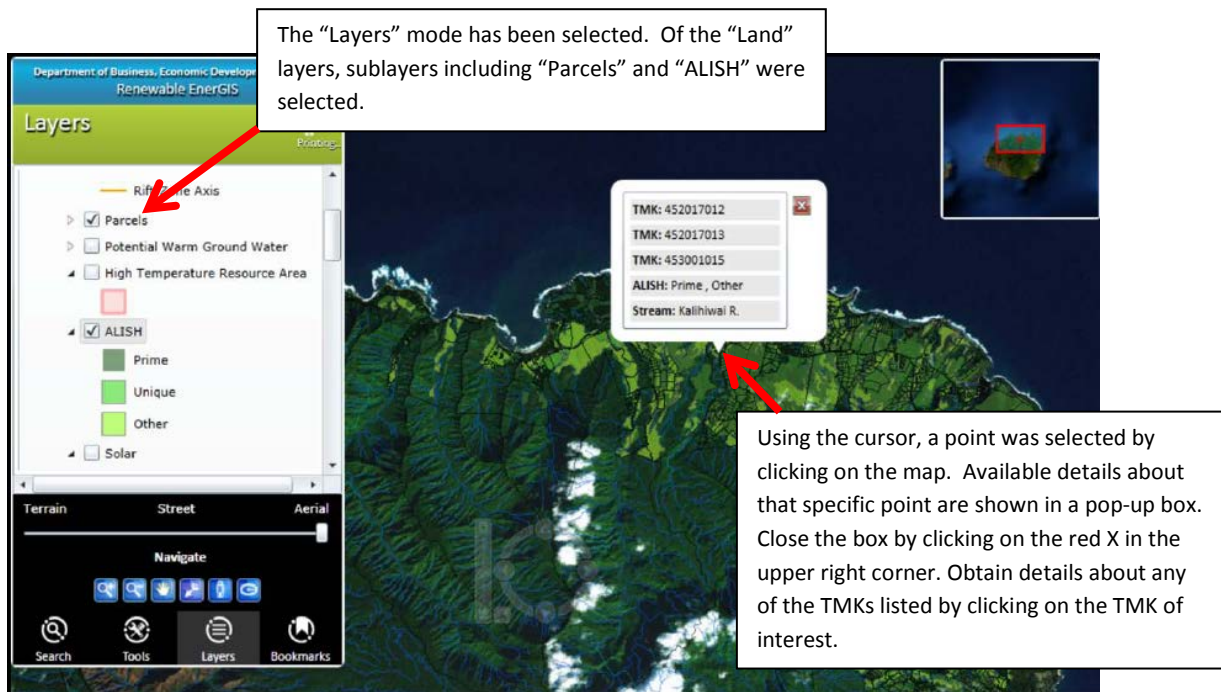 The “Layers” mode has been selected. Of the “Land”
layers, sublayers including “Parcels” and “ALISH” were
selected.
Department of Business, Economic Develop
Renewable EnerGIS
Layers
Printing..
Rift Zone Axis
Parcels
Potential Warm Ground Water
High Temperature Resource Area
ALISH
Prime
Unique
Other
Solar
Terrain Street Aerial
Navigate
Search Tools Layers Bookmarks
TMK: 452017012
TMK: 452017013
TMK: 453001015
ALISH: Prime , Other
Stream: Kalihiwai R.
Using the cursor, a point was selected by
clicking on the map. Available details about
that specific point are shown in a pop-up box.
Close the box by clicking on the red X in the
upper right corner. Obtain details about any
of the TMKs listed by clicking on the TMK of
interest.